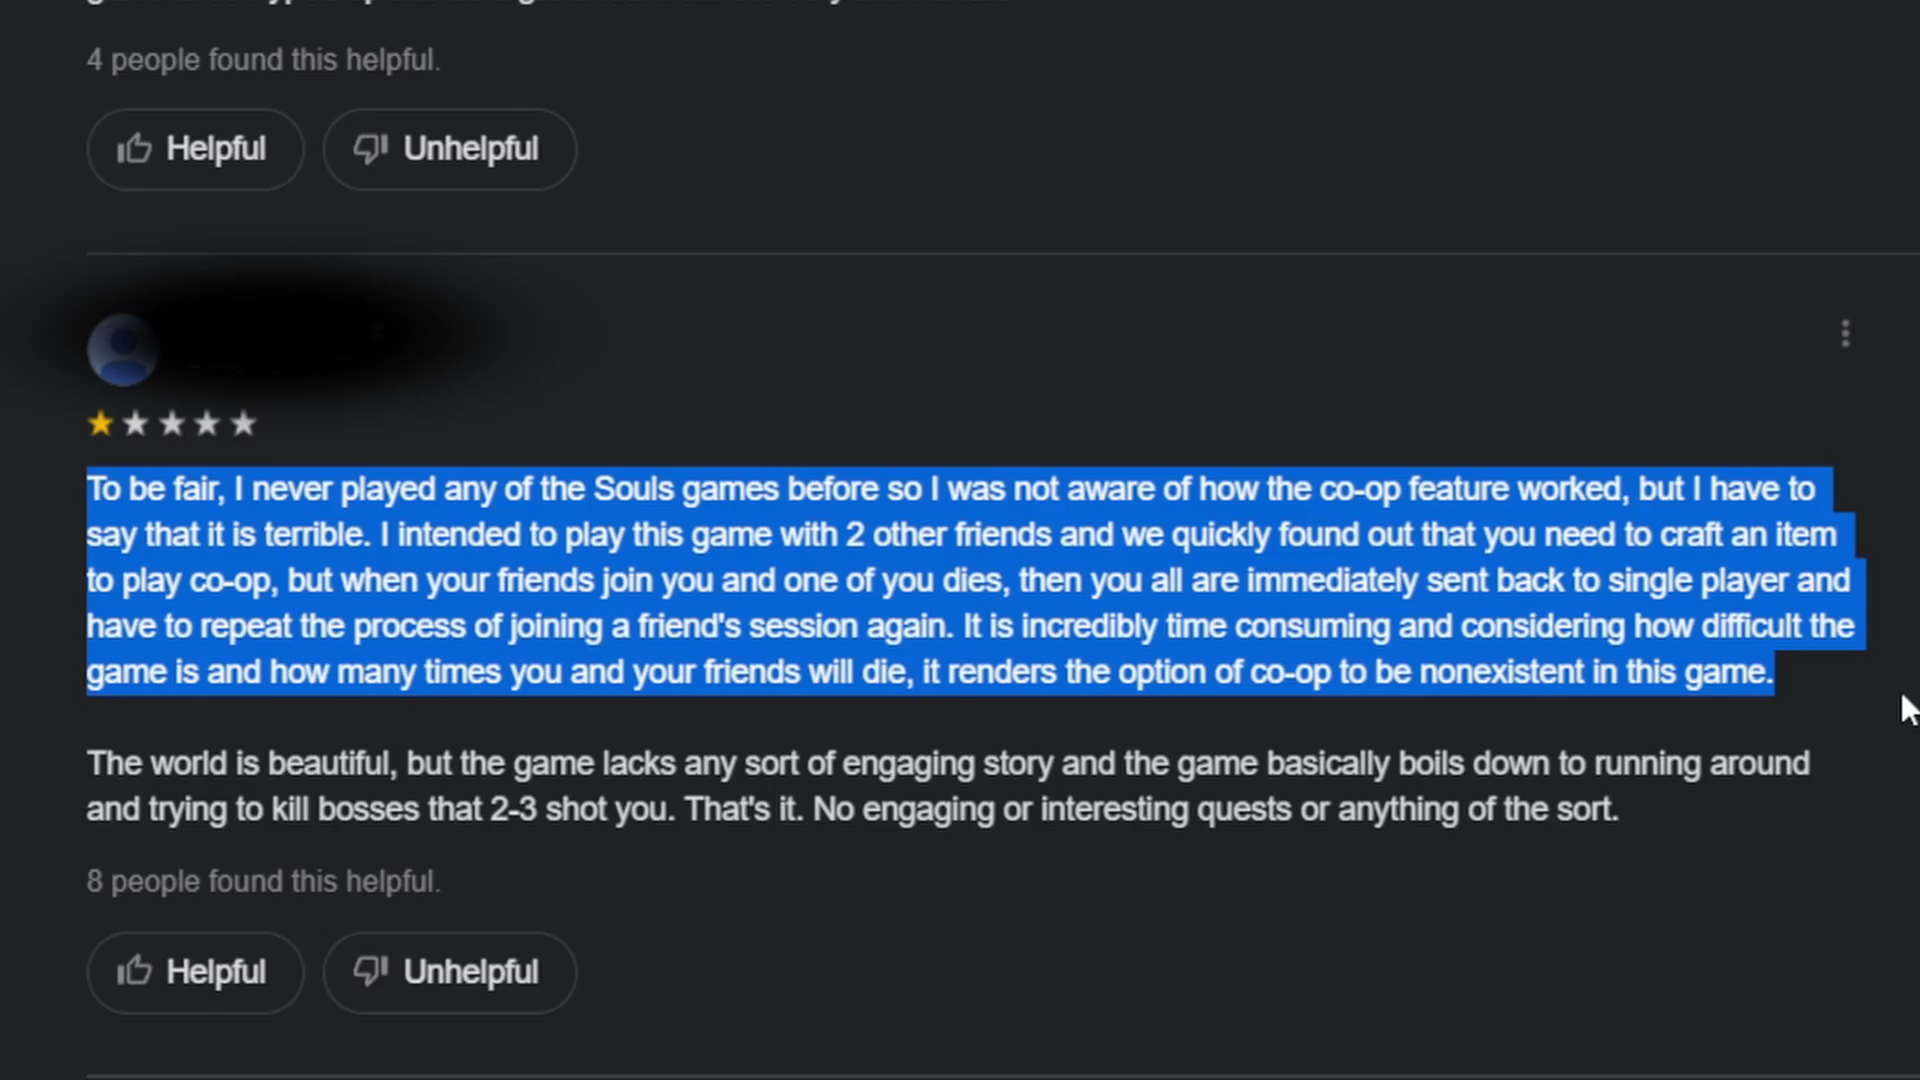 4 people found this helpful.
Helpful
Unhelpful
To be fair, I never played any of the Souls games before so I was not aware of how the co-op feature worked, but I have to
say that it is terrible. I intended to play this game with 2 other friends and we quickly found out that you need to craft an item
to play co-op, but when your friends join you and one of you dies, then you all are immediately sent back to single player and
have to repeat the process of joining a friend's session again. It is incredibly time consuming and considering how difficult the
game is and how many times you and your friends will die, it renders the option of co-op to be nonexistent in this game.
The world is beautiful, but the game lacks any sort of engaging story and the game basically boils down to running around
and trying to kill bosses that 2-3 shot you. That's it. No engaging or interesting quests or anything of the sort.
8 people found this helpful.
Helpful
Unhelpful